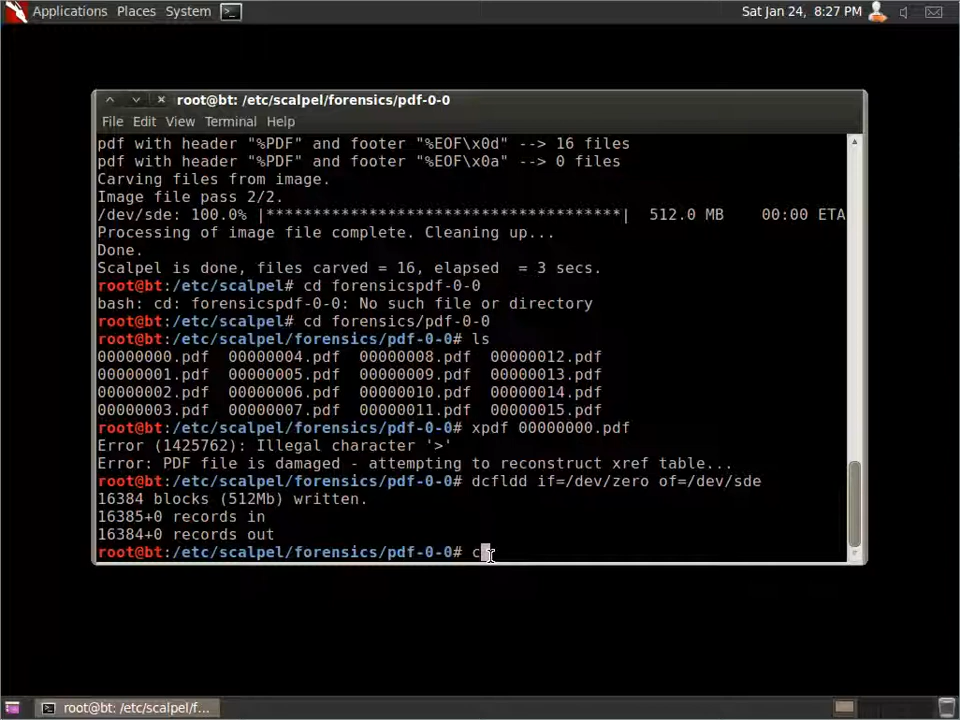 Applications Places System Sat Jan 24, 8:27 PM
root@bt: /etc/scalpel/forensics/pdf-0-0
File Edit View Terminal Help
pdf with header "%PDF" and footer "%EOF\x0d" --> 16 files
pdf with header "%PDF" and footer "%EOF\x0a" --> 0 files
Carving files from image.
Image file pass 2/2.
/dev/sde: 100.0% |**************************************| 512.0 MB 00:00 ETA
Processing of image file complete. Cleaning up...
Done.
Scalpel is done, files carved = 16, elapsed = 3 secs.
root@bt:/etc/scalpel# cd forensicspdf-0-0
bash: cd: forensicspdf-0-0: No such file or directory
root@bt:/etc/scalpel# cd forensics/pdf-0-0
root@bt:/etc/scalpel/forensics/pdf-0-0# ls
00000000.pdf 00000004.pdf 00000008.pdf 00000012.pdf
00000001.pdf 00000005.pdf 00000009.pdf 00000013.pdf
00000002.pdf 00000006.pdf 00000010.pdf 00000014.pdf
00000003.pdf 00000007.pdf 00000011.pdf 00000015.pdf
root@bt:/etc/scalpel/forensics/pdf-0-0# xpdf 00000000.pdf
Error (1425762): Illegal character '>'
Error: PDF file is damaged - attempting to reconstruct xref table...
root@bt:/etc/scalpel/forensics/pdf-0-0# dcfldd if=/dev/zero of=/dev/sde
16384 blocks (512Mb) written.
16385+0 records in
16384+0 records out
root@bt:/etc/scalpel/forensics/pdf-0-0# c
root@bt: /etc/scalpel/f...